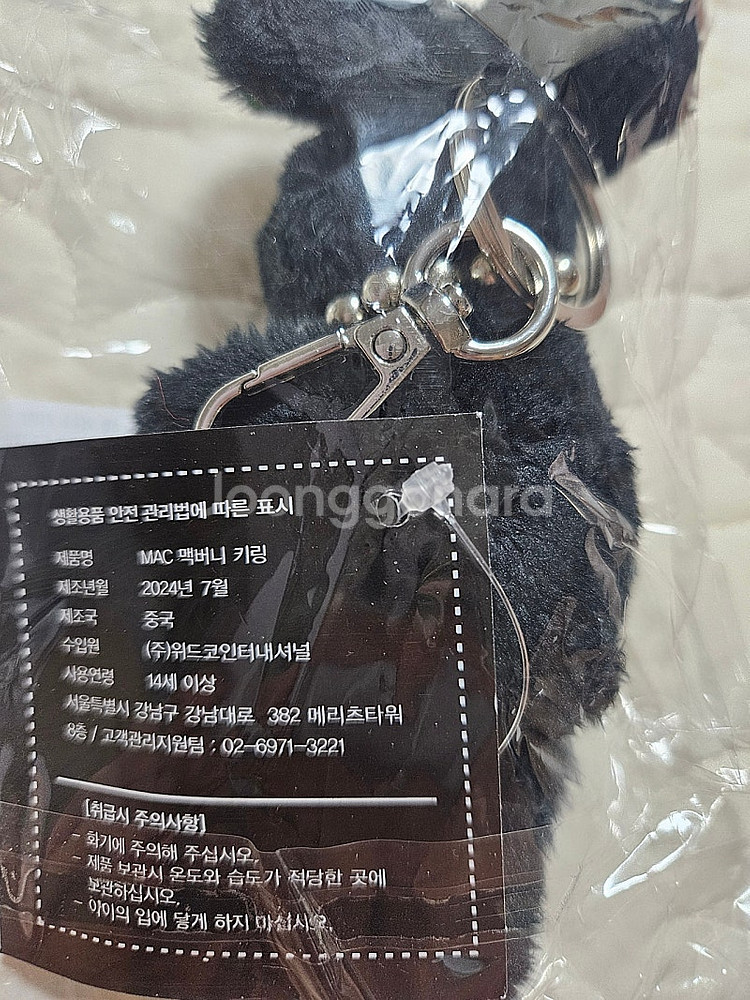 생활용품 안전 관리법에 따른 표시
제품명 MAC 맥버니 키링
제조년월 2024년 7월
제조국 중국
수입원 (주)위드코인터내셔널
사용연령 14세 이상
서울특별시 강남구 강남대로 382 메리츠타워
8층 / 고객관리지원팀 : 02-6971-3221
[취급시 주의사항]
- 화기에 주의해 주십시오.
- 제품 보관시 온도와 습도가 적당한 곳에
보관하십시오.
- 아이의 입에 닿게 하지 마십시오.
loonggohara